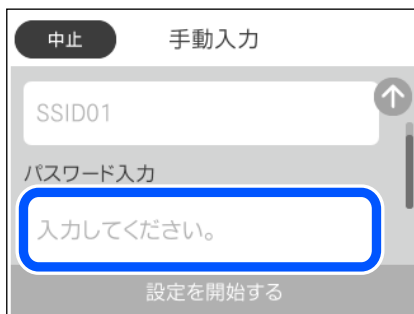 中止
手動入力
SSID01
パスワード入力
入力してください。
設定を開始する